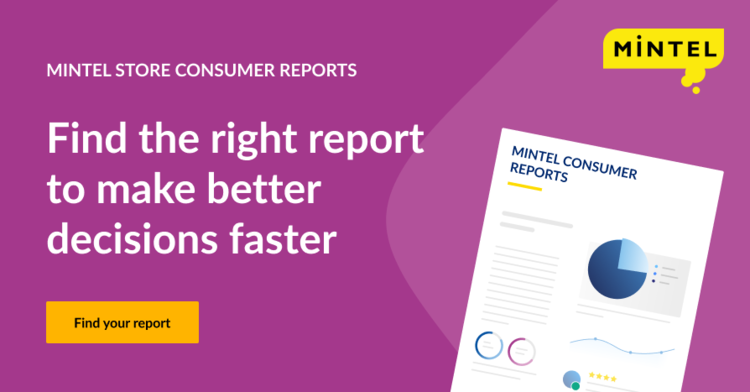 MINTEL STORE CONSUMER REPORTS
MiNTEL
Find the right report
to make better
decisions faster
MINTEL CONSUMER
REPORTS
Find your report